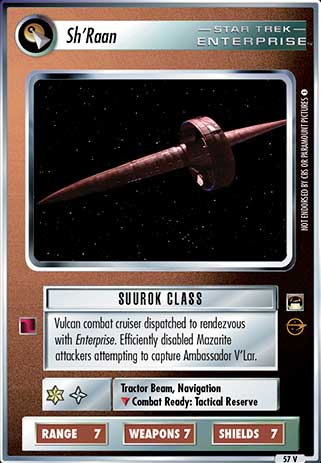 Sh'Raan
STAR TREK
ENTERPRISE
NOT ENDORSED BY CBS OR PARAMOUNT PICTURES
SUUROK CLASS
Vulcan combat cruiser dispatched to rendezvous
with Enterprise. Efficiently disabled Mazarite
attackers attempting to capture Ambassador V'Lar.
Tractor Beam, Navigation
Combat Ready: Tactical Reserve
RANGE 7 WEAPONS 7 SHIELDS 7
57 V